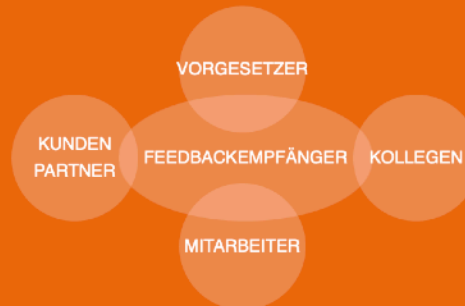 VORGESETZER
KUNDEN
PARTNER
FEEDBACKEMPFÄNGER
KOLLEGEN
MITARBEITER